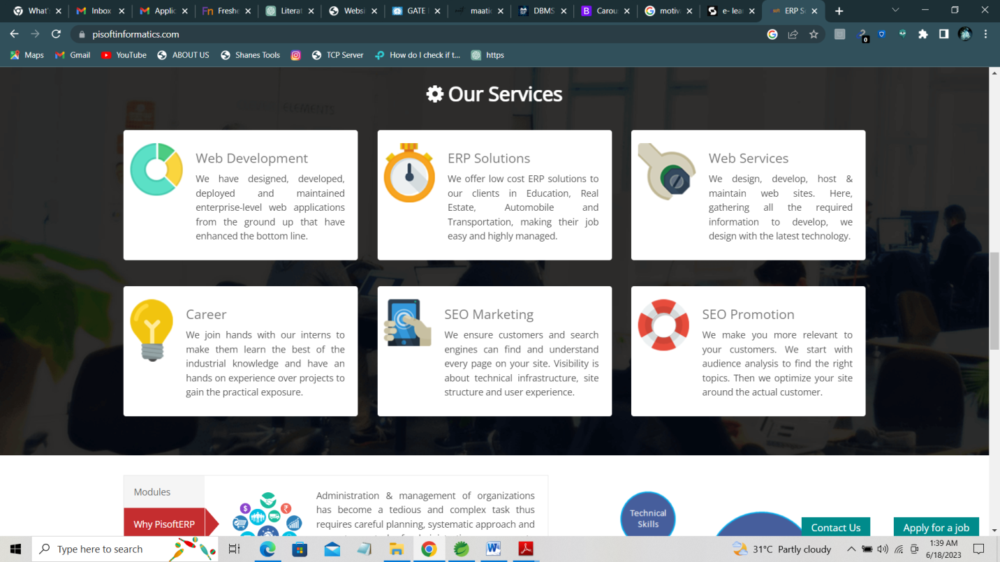 What's
Inbox
Applic
Freshe
Literat
Websi
GATE
maatic
DBMS
Carou
motiva
e- lear
ERP S
pisoftinformatics.com
0
Maps
Gmail
YouTube
ABOUT US
Shanes Tools
TCP Server
How do I check if t...
https
ELEMENTS
Our Services
Web Development
We have designed, developed,
deployed and maintained
enterprise-level web applications
from the ground up that have
enhanced the bottom line.
ERP Solutions
We offer low cost ERP solutions to
our clients in Education, Real
Estate, Automobile and
Transportation, making their job
easy and highly managed.
Web Services
We design, develop, host &
maintain web sites. Here,
gathering all the required
information to develop, we
design with the latest technology.
Career
We join hands with our interns to
make them learn the best of the
industrial knowledge and have an
hands on experience over projects to
gain the practical exposure.
SEO Marketing
We ensure customers and search
engines can find and understand
every page on your site. Visibility is
about technical infrastructure, site
structure and user experience.
SEO Promotion
We make you more relevant to
your customers. We start with
audience analysis to find the right
topics. Then we optimize your site
around the actual customer.
Modules
Why PisoftERP
Administration & management of organizations
has become a tedious and complex task thus
requires careful planning, systematic approach and
Technical
Skills
Contact Us
Apply for a job
Type here to search
31°C Partly cloudy
1:39 AM
6/18/2023